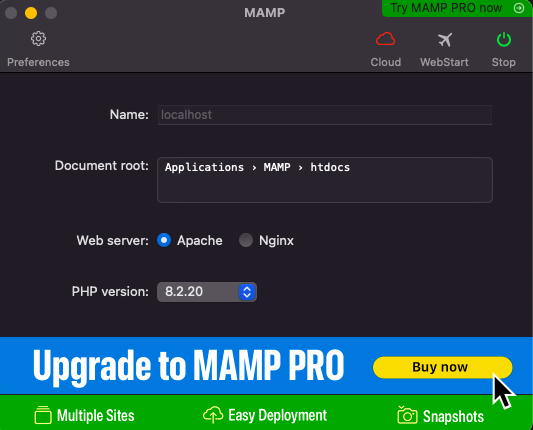 MAMP
Try MAMP PRO now
Preferences
Cloud
WebStart
Stop
Name: localhost
Document root: Applications › MAMP › htdocs
Web server: Apache Nginx
PHP version: 8.2.20
Upgrade to MAMP PRO
Buy now
Multiple Sites
Easy Deployment
Snapshots